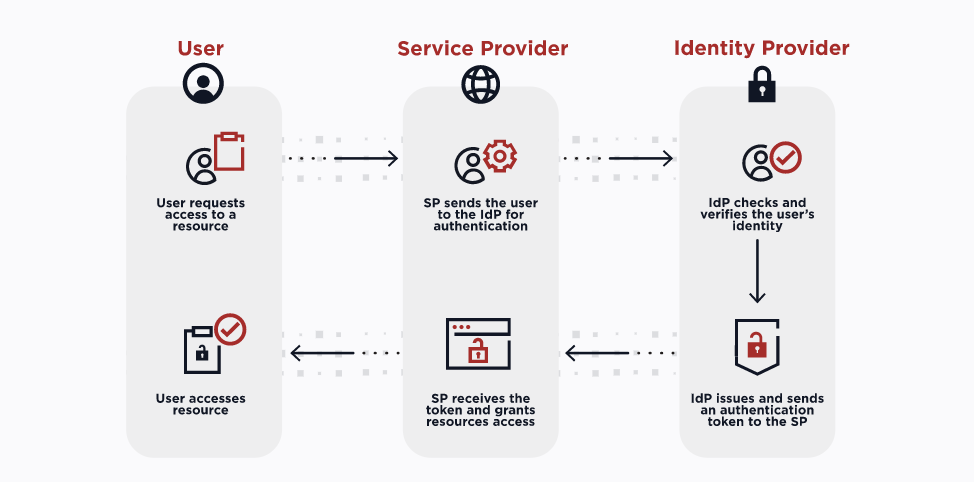 User
Service Provider
Identity Provider
User requests
access to a
resource
SP sends the user
to the IdP for
authentication
IdP checks and
verifies the user's
identity
User accesses
resource
SP receives the
token and grants
resources access
IdP issues and sends
an authentication
token to the SP